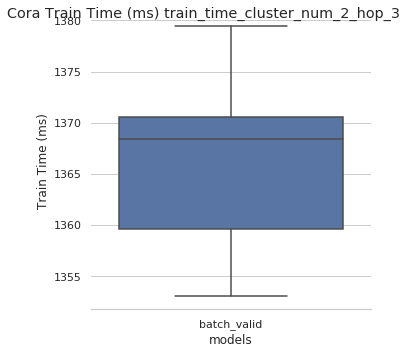 Cora Train Time (ms) train_time_cluster_num_2_hop_3
1380
1375
1370
1365
1360
1355
Train Time (ms)
batch_valid
models